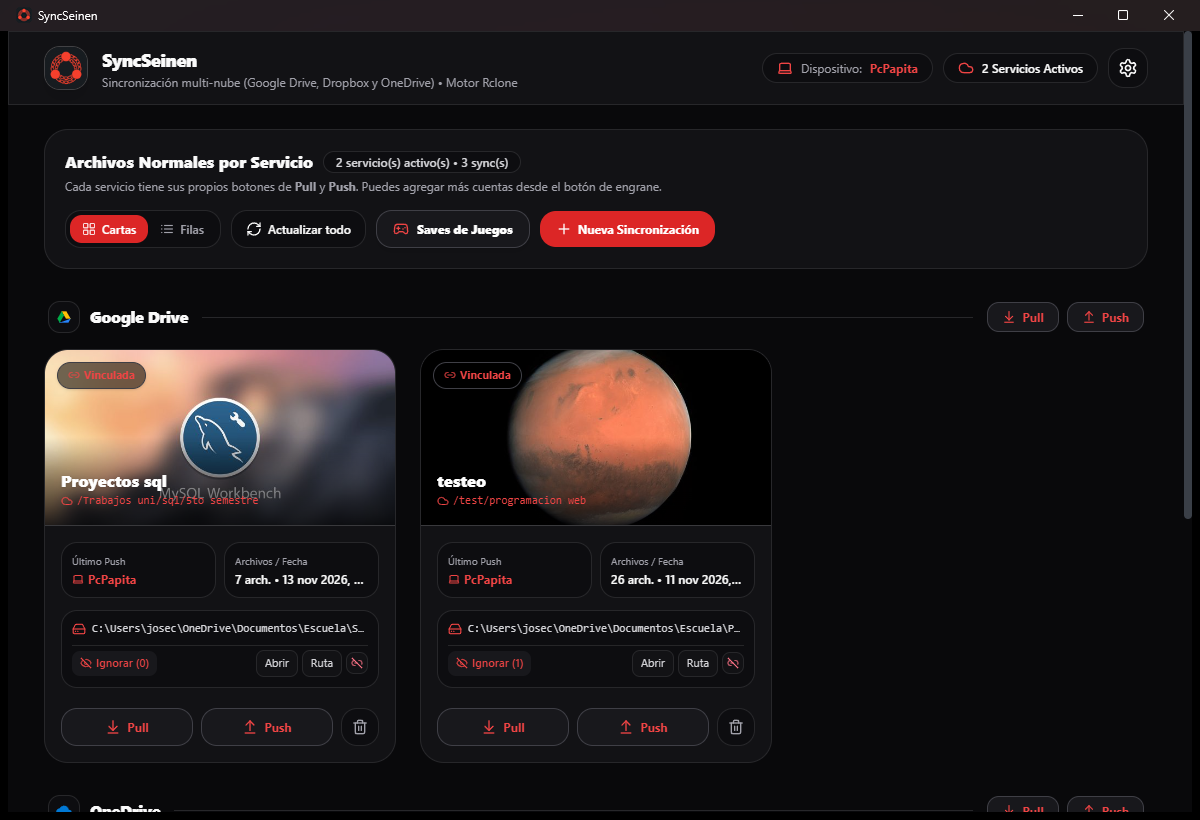 SyncSeinen
SyncSeinen
Sincronización multi-nube (Google Drive, Dropbox y OneDrive) • Motor Rclone
Dispositivo: PcPapita
2 Servicios Activos
Archivos Normales por Servicio
2 servicio(s) activo(s) • 3 sync(s)
Cada servicio tiene sus propios botones de Pull y Push. Puedes agregar más cuentas desde el botón de engrane.
Cartas
Filas
Actualizar todo
Saves de Juegos
Nueva Sincronización
Google Drive
Pull
Push
Vinculada
Proyectos sql
MySQL Workbench
/Trabajos uni/sql/5to semestre
Último Push
PcPapita
Archivos / Fecha
7 arch. • 13 nov 2026, ...
C:\Users\josec\OneDrive\Documentos\Escuela\S…
Ignorar (0)
Abrir
Ruta
Pull
Push
Vinculada
testeo
/test/programacion web
Último Push
PcPapita
Archivos / Fecha
26 arch. • 11 nov 2026,...
C:\Users\josec\OneDrive\Documentos\Escuela\P…
Ignorar (1)
Abrir
Ruta
Pull
Push
OneDrive
Pull
Push